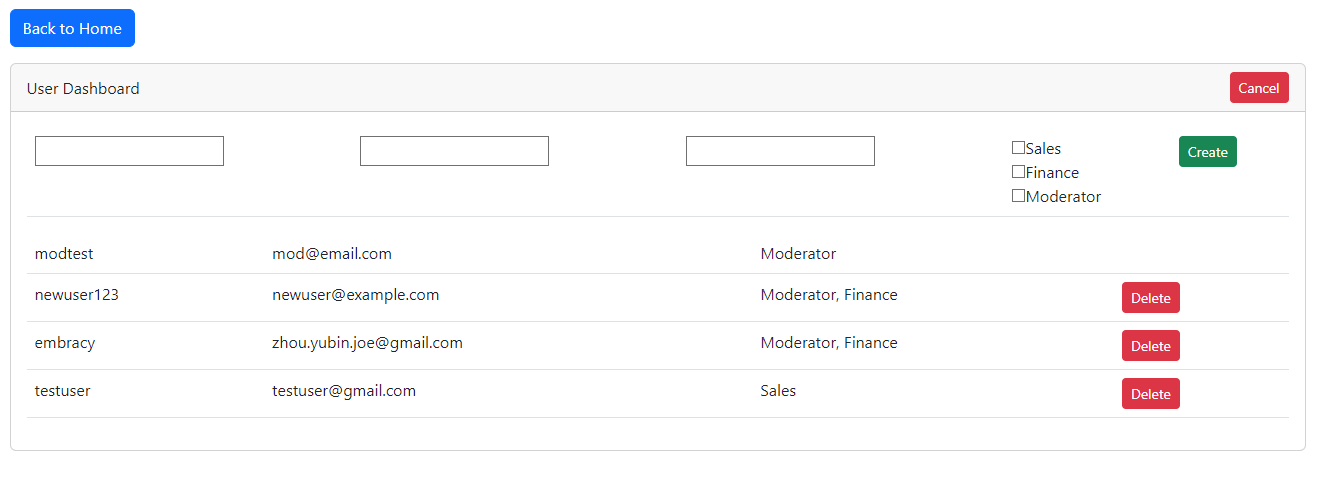 Back to Home
User Dashboard Cancel
Sales Create
Finance
Moderator
modtest mod@email.com Moderator
newuser123 newuser@example.com Moderator, Finance Delete
embracy zhou.yubin.joe@gmail.com Moderator, Finance Delete
testuser testuser@gmail.com Sales Delete